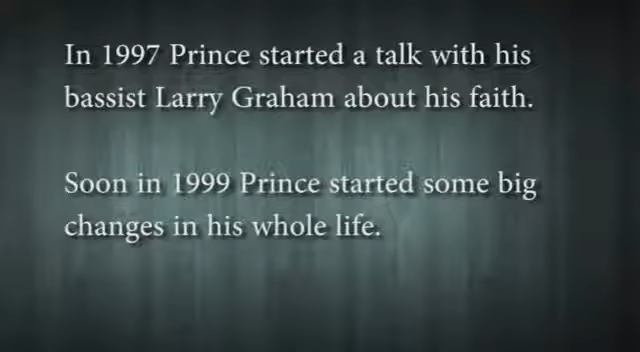 In 1997 Prince started a talk with his
bassist Larry Graham about his faith.
Soon in 1999 Prince started some big
changes in his whole life.